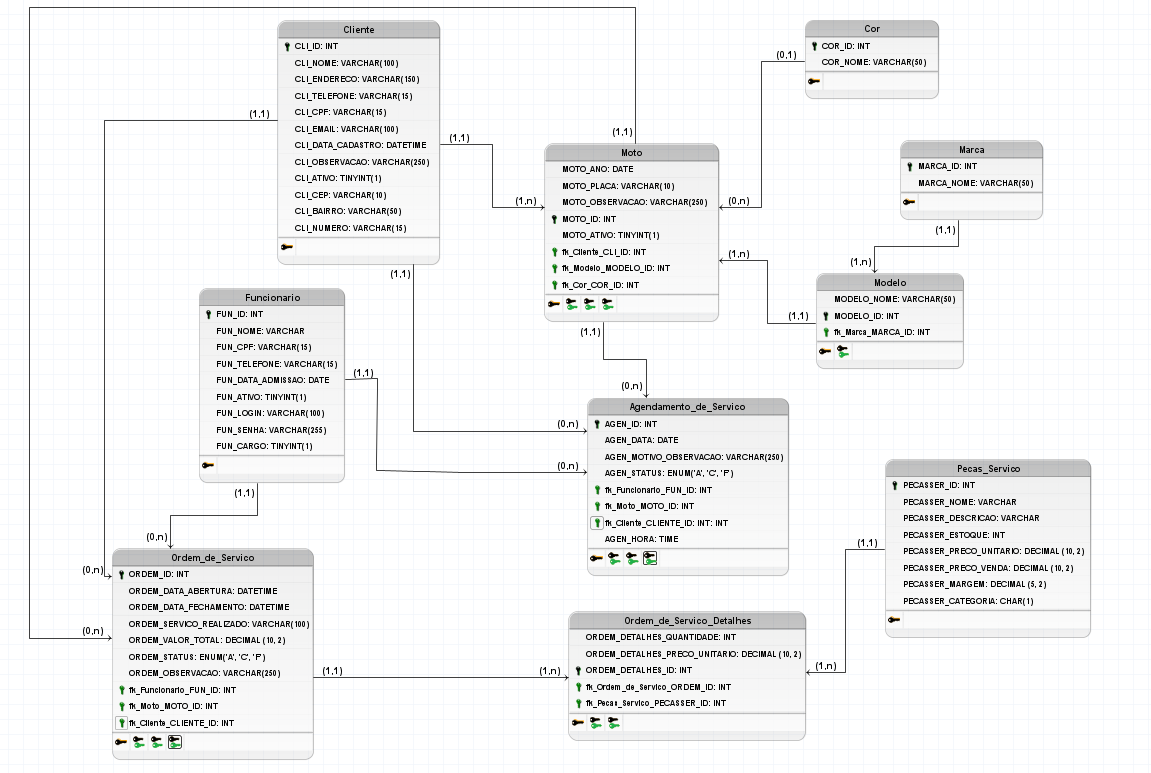 Cliente
CLI_ID: INT
CLI_NOME: VARCHAR(100)
CLI_ENDERECO: VARCHAR(150)
CLI_TELEFONE: VARCHAR(15)
CLI_CPF: VARCHAR(15)
CLI_EMAIL: VARCHAR(100)
CLI_DATA_CADASTRO: DATETIME
CLI_OBSERVACAO: VARCHAR(250)
CLI_ATIVO: TINYINT(1)
CLI_CEP: VARCHAR(10)
CLI_BAIRRO: VARCHAR(50)
CLI_NUMERO: VARCHAR(15)
(1,1)
(1,1)
(1,1)
(1,n)
(1,1)
Cor
COR_ID: INT
COR_NOME: VARCHAR(50)
(0,1)
(0,n)
Moto
MOTO_ANO: DATE
MOTO_PLACA: VARCHAR(10)
MOTO_OBSERVACAO: VARCHAR(250)
MOTO_ID: INT
MOTO_ATIVO: TINYINT(1)
fk_Cliente_CLI_ID: INT
fk_Modelo_MODELO_ID: INT
fk_Cor_COR_ID: INT
(1,n)
(1,1)
Marca
MARCA_ID: INT
MARCA_NOME: VARCHAR(50)
(1,1)
(1,n)
Modelo
MODELO_NOME: VARCHAR(50)
MODELO_ID: INT
fk_Marca_MARCA_ID: INT
(1,1)
(0,n)
Funcionario
FUN_ID: INT
FUN_NOME: VARCHAR
FUN_CPF: VARCHAR(15)
FUN_TELEFONE: VARCHAR(15)
FUN_DATA_ADMISSAO: DATE
FUN_ATIVO: TINYINT(1)
FUN_LOGIN: VARCHAR(100)
FUN_SENHA: VARCHAR(255)
FUN_CARGO: TINYINT(1)
(1,1)
(1,1)
(0,n)
(0,n)
(0,n)
Agendamento_de_Servico
AGEN_ID: INT
AGEN_DATA: DATE
AGEN_MOTIVO_OBSERVACAO: VARCHAR(250)
AGEN_STATUS: ENUM('A', 'C', 'F')
fk_Funcionario_FUN_ID: INT
fk_Moto_MOTO_ID: INT
fk_Cliente_CLIENTE_ID: INT: INT
AGEN_HORA: TIME
Pecas_Servico
PECASSER_ID: INT
PECASSER_NOME: VARCHAR
PECASSER_DESCRICAO: VARCHAR
PECASSER_ESTOQUE: INT
PECASSER_PRECO_UNITARIO: DECIMAL (10, 2)
PECASSER_PRECO_VENDA: DECIMAL (10, 2)
PECASSER_MARGEM: DECIMAL (5, 2)
PECASSER_CATEGORIA: CHAR(1)
(1,1)
(1,n)
(0,n)
(0,n)
Ordem_de_Servico
ORDEM_ID: INT
ORDEM_DATA_ABERTURA: DATETIME
ORDEM_DATA_FECHAMENTO: DATETIME
ORDEM_SERVICO_REALIZADO: VARCHAR(100)
ORDEM_VALOR_TOTAL: DECIMAL (10, 2)
ORDEM_STATUS: ENUM('A', 'C', 'F')
ORDEM_OBSERVACAO: VARCHAR(250)
fk_Funcionario_FUN_ID: INT
fk_Moto_MOTO_ID: INT
fk_Cliente_CLIENTE_ID: INT
(1,1)
(1,n)
Ordem_de_Servico_Detalhes
ORDEM_DETALHES_QUANTIDADE: INT
ORDEM_DETALHES_PRECO_UNITARIO: DECIMAL (10, 2)
ORDEM_DETALHES_ID: INT
fk_Ordem_de_Servico_ORDEM_ID: INT
fk_Pecas_Servico_PECASSER_ID: INT